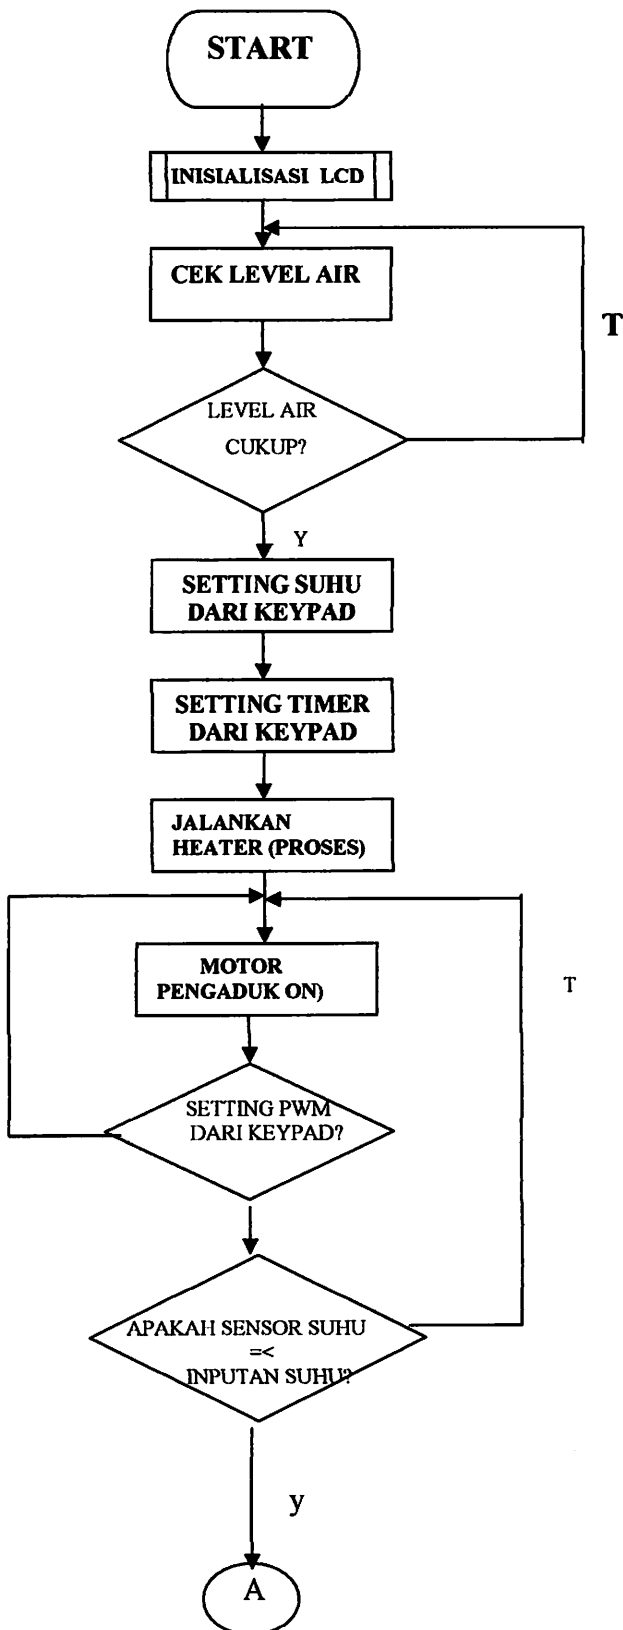 START
INISIALISASI LCD
CEK LEVEL AIR
T
LEVEL AIR
CUKUP?
Y
SETTING SUHU
DARI KEYPAD
SETTING TIMER
DARI KEYPAD
JALANKAN
HEATER (PROSES)
MOTOR
PENGADUK ON)
T
SETTING PWM
DARI KEYPAD?
APAKAH SENSOR SUHU
=<
INPUTAN SUHU?
y
A